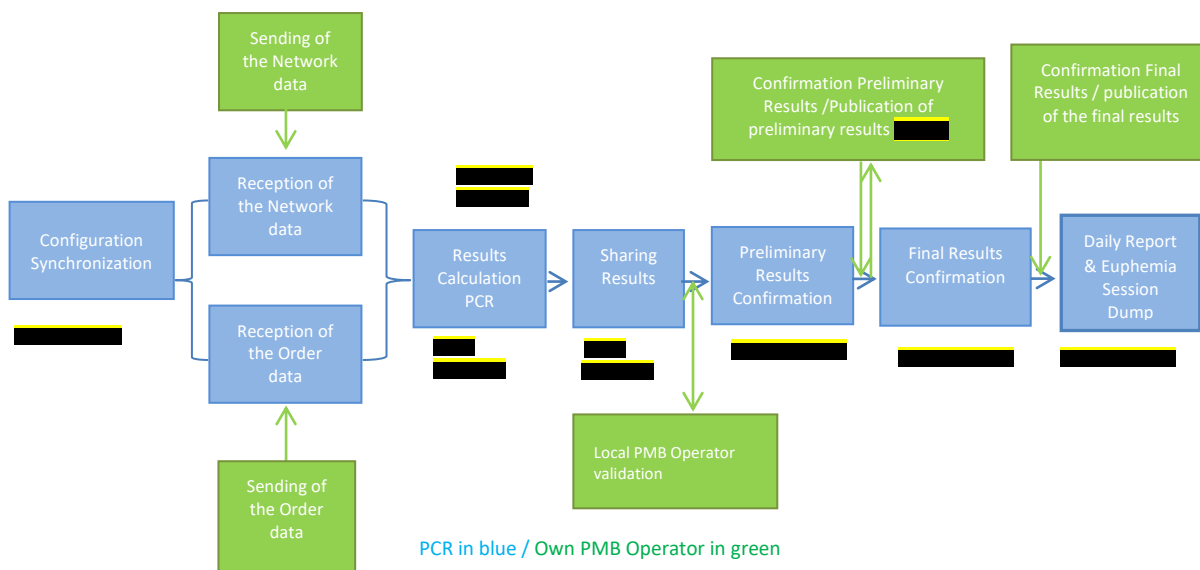 Sending of
the Network
data
Confirmation Preliminary
Results /Publication of
preliminary results
Confirmation Final
Results / publication
of the final results
Reception of
the Network
data
Configuration
Synchronization
Results
Calculation
PCR
Sharing
Results
Preliminary
Results
Confirmation
Final Results
Confirmation
Daily Report
& Euphemia
Session
Dump
Reception of
the Order
data
Local PMB Operator
validation
Sending of
the Order
data
PCR in blue / Own PMB Operator in green